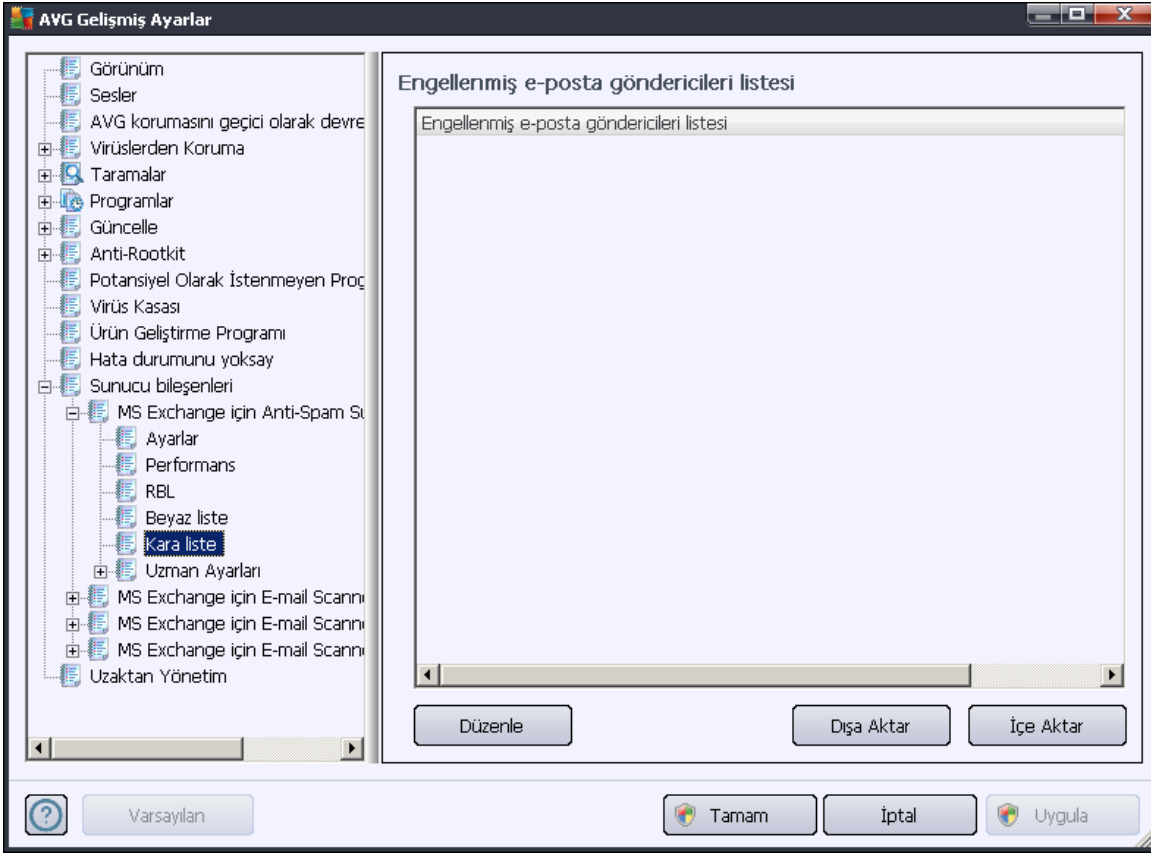 AVG Gelişmiş Ayarlar
Görünüm
Sesler
AVG korumasını geçici olarak devre
Virüslerden Koruma
Taramalar
Programlar
Güncelle
Anti-Rootkit
Potansiyel Olarak İstenmeyen Prog
Virüs Kasası
Ürün Geliştirme Programı
Hata durumunu yoksay
Sunucu bileşenleri
MS Exchange için Anti-Spam Su
Ayarlar
Performans
RBL
Beyaz liste
Kara liste
Uzman Ayarları
MS Exchange için E-mail Scann
MS Exchange için E-mail Scann
MS Exchange için E-mail Scann
Uzaktan Yönetim
Engellenmiş e-posta göndericileri listesi
Engellenmiş e-posta göndericileri listesi
Düzenle
Dışa Aktar
İçe Aktar
Varsayılan
Tamam
İptal
Uygula